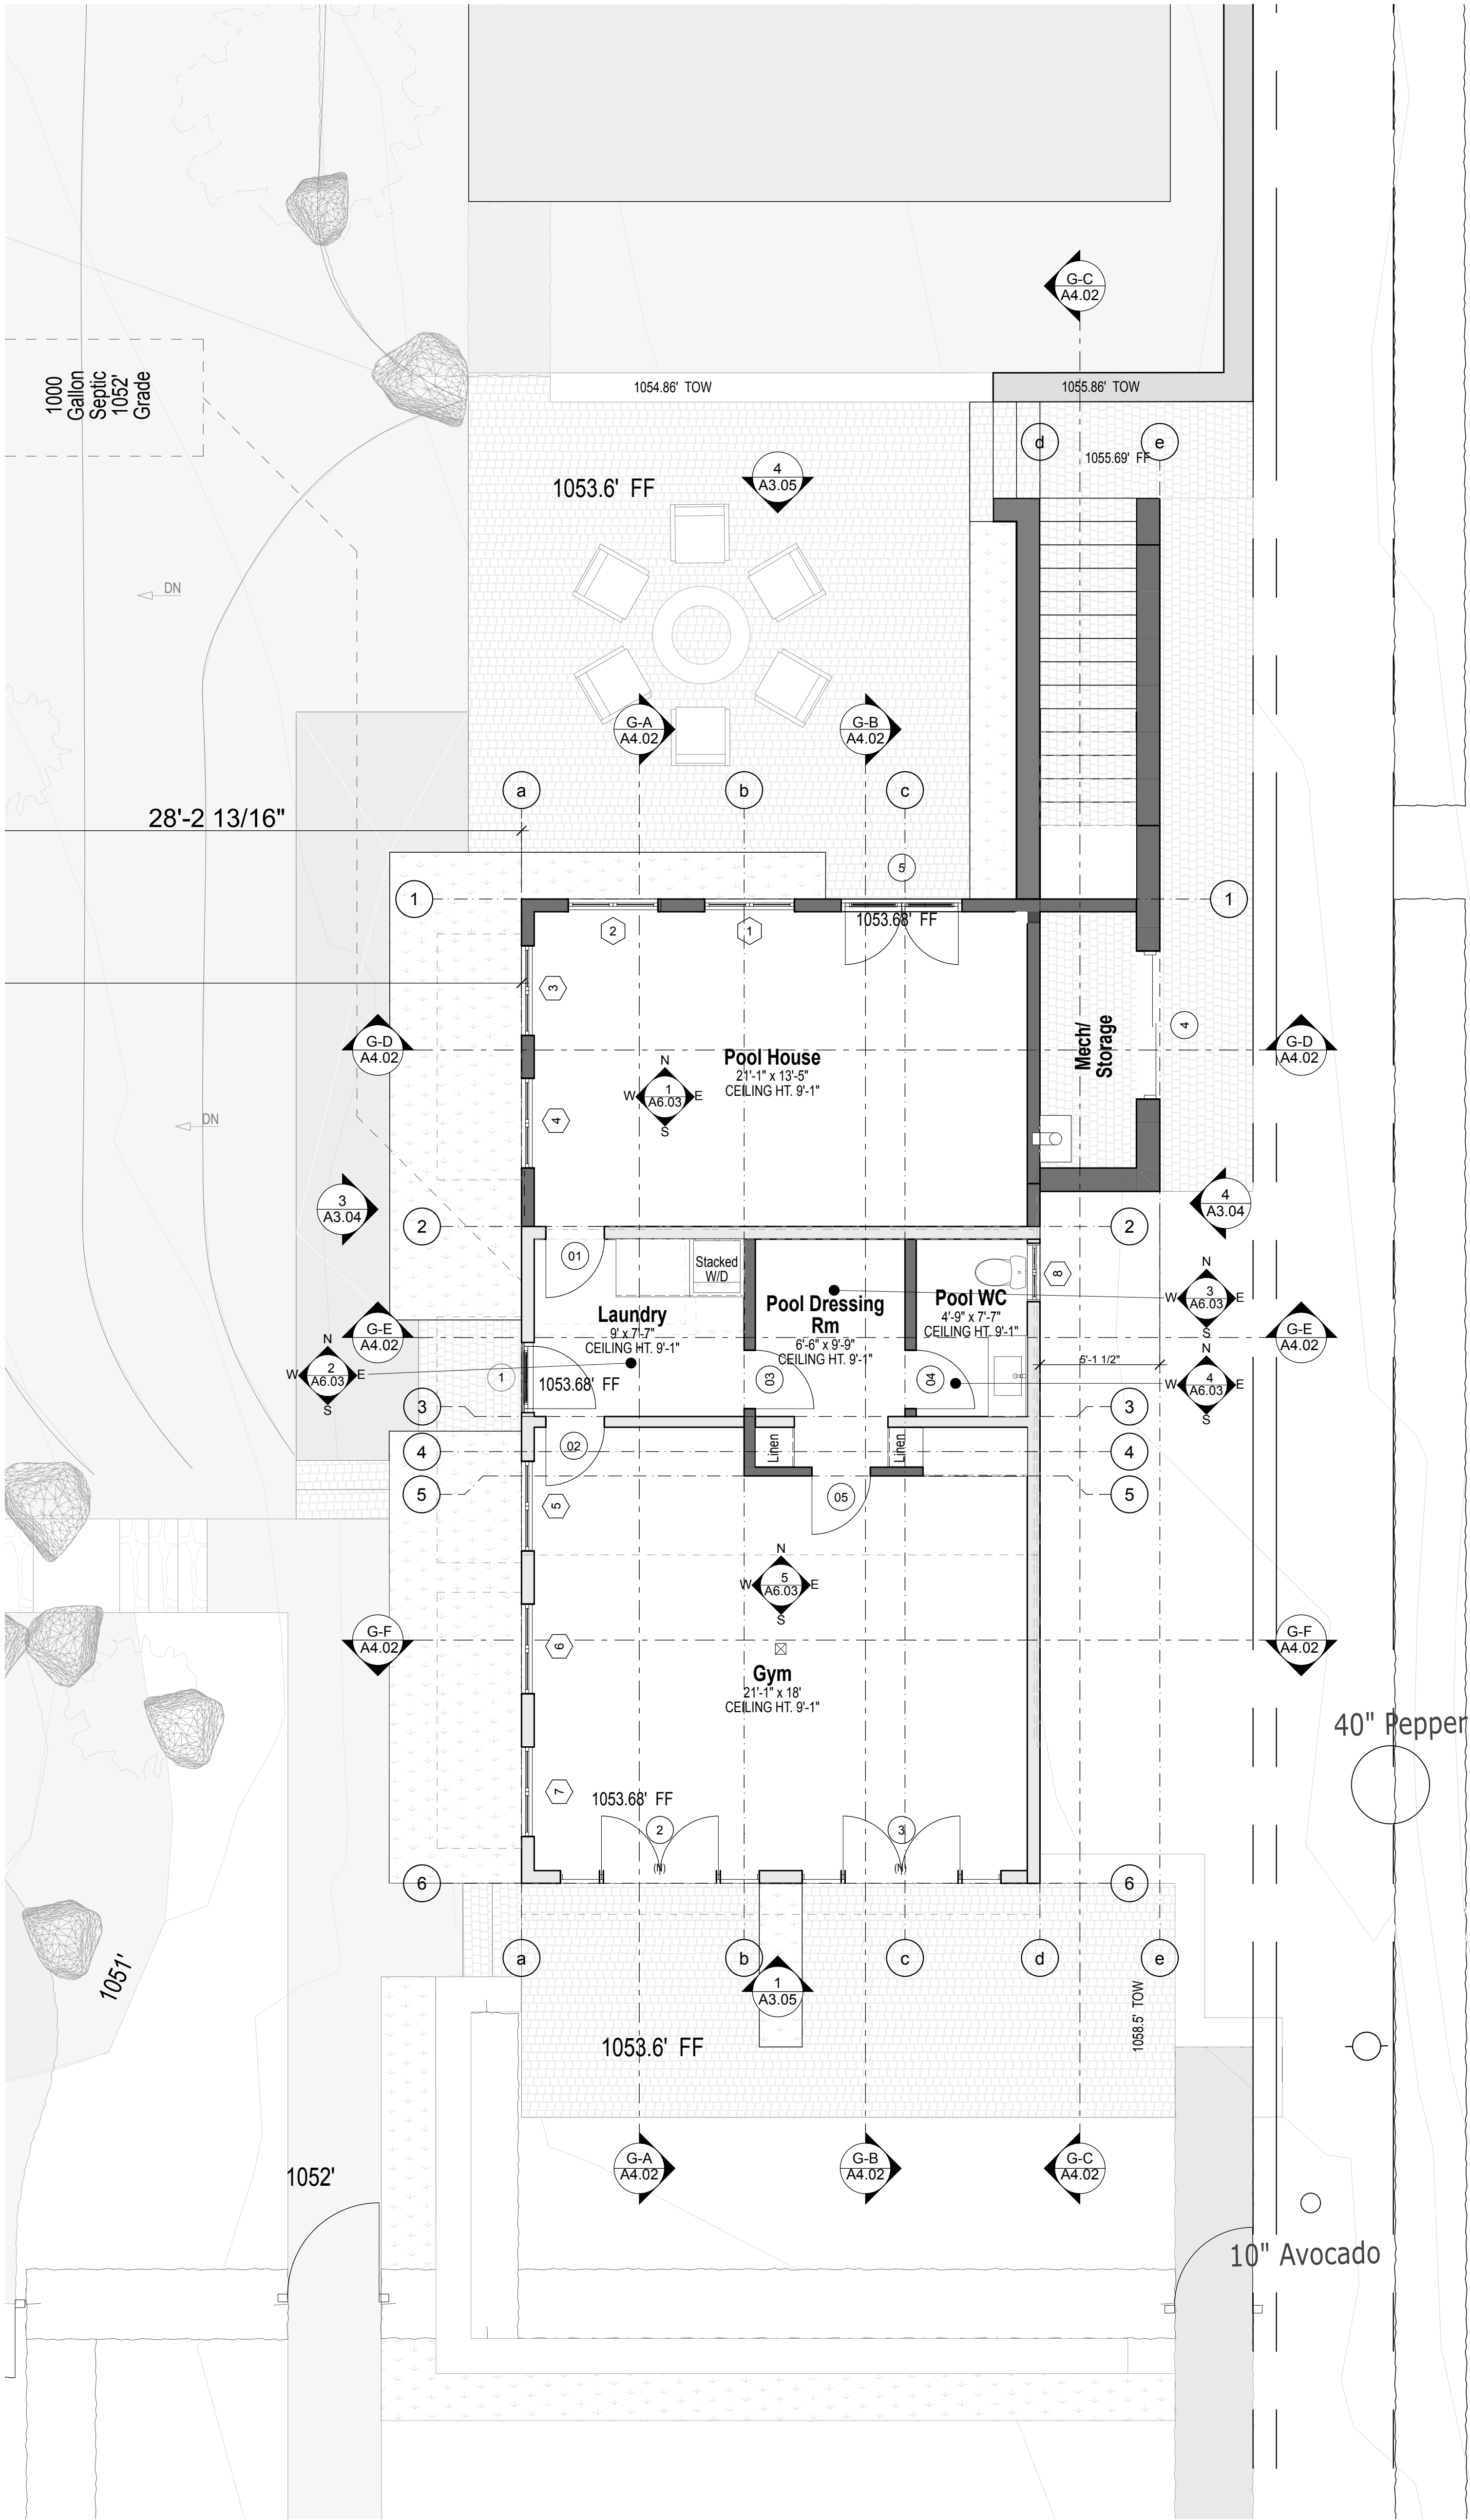 G-C
A4.02
1054.86' TOW
1055.86' TOW
1000
Gallon
Septic
1052'
Grade
d
e
1055.69' FF
4
A3.05
1053.6' FF
DN
G-A
A4.02
G-B
A4.02
a
b
c
28'-2 13/16"
5
1
1
1053.68' FF
2
1
3
4
G-D
A4.02
G-D
A4.02
Mech/
Storage
Pool House
21'-1" x 13'-5"
CEILING HT. 9'-1"
N
W
1
A6.03
E
S
4
DN
3
A3.04
4
A3.04
2
2
01
Stacked
W/D
8
N
W
3
A6.03
E
S
Laundry
9' x 7'-7"
CEILING HT. 9'-1"
Pool Dressing
Rm
6'-6" x 9'-9"
CEILING HT. 9'-1"
Pool WC
4'-9" x 7'-7"
CEILING HT. 9'-1"
G-E
A4.02
G-E
A4.02
N
W
2
A6.03
E
S
5'-1 1/2"
N
W
4
A6.03
E
S
1
1053.68' FF
03
04
3
3
02
Linen
Linen
4
4
5
5
5
05
N
W
5
A6.03
E
S
6
G-F
A4.02
G-F
A4.02
Gym
21'-1" x 18'
CEILING HT. 9'-1"
40" Pepper
7
1053.68' FF
2
3
(N)
(N)
6
6
a
b
c
d
e
1051'
1
A3.05
1058.5' TOW
1053.6' FF
G-A
A4.02
G-B
A4.02
G-C
A4.02
1052'
10" Avocado